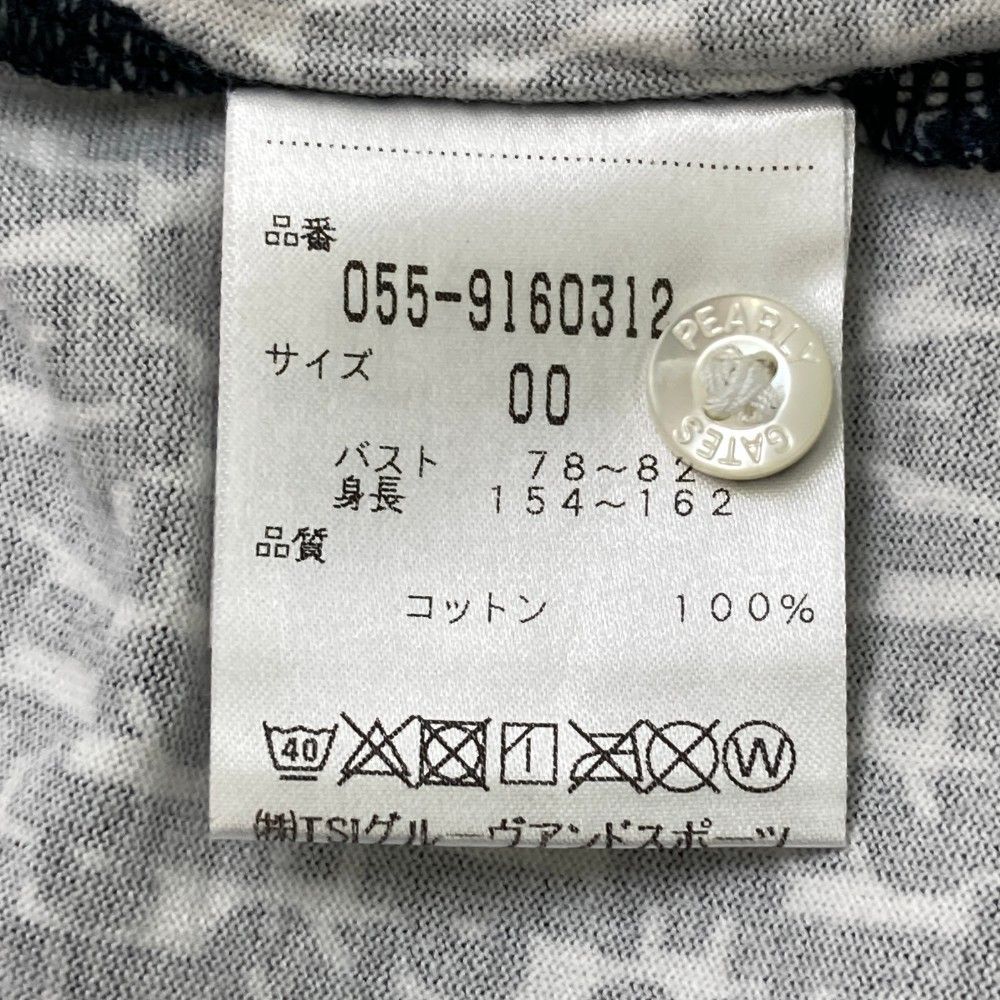 品番
055-9160312
サイズ
00
バスト 78～82
身長 154～162
品質
コットン 100%
40
W
㈱TSIグルーヴアンドスポーツ
PEARLY
GATES